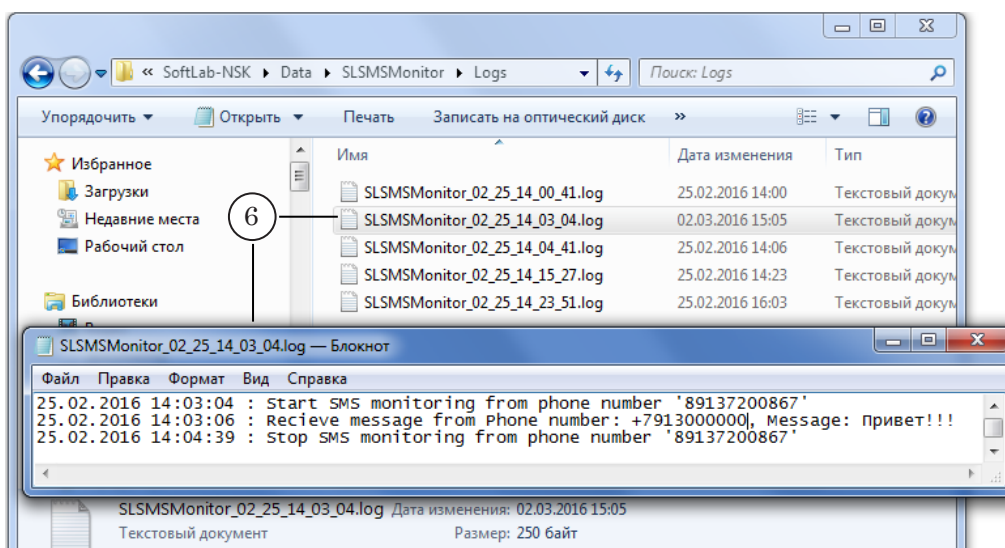 « SoftLab-NSK ▸ Data ▸ SLSMSMonitor ▸ Logs Поиск: Logs
Упорядочить Открыть Печать Записать на оптический диск »
Избранное
Загрузки
Недавние места
Рабочий стол
Библиотеки
Имя Дата изменения Тип
SLSMSMonitor_02_25_14_00_41.log 25.02.2016 14:00 Текстовый докум
SLSMSMonitor_02_25_14_03_04.log 02.03.2016 15:05 Текстовый докум
SLSMSMonitor_02_25_14_04_41.log 25.02.2016 14:06 Текстовый докум
SLSMSMonitor_02_25_14_15_27.log 25.02.2016 14:23 Текстовый докум
SLSMSMonitor_02_25_14_23_51.log 25.02.2016 16:03 Текстовый докум
6
SLSMSMonitor_02_25_14_03_04.log — Блокнот
Файл Правка Формат Вид Справка
25.02.2016 14:03:04 : Start SMS monitoring from phone number '89137200867'
25.02.2016 14:03:06 : Recieve message from Phone number: +7913000000, Message: Привет!!!
25.02.2016 14:04:39 : Stop SMS monitoring from phone number '89137200867'
SLSMSMonitor_02_25_14_03_04.log Дата изменения: 02.03.2016 15:05
Текстовый документ Размер: 250 байт